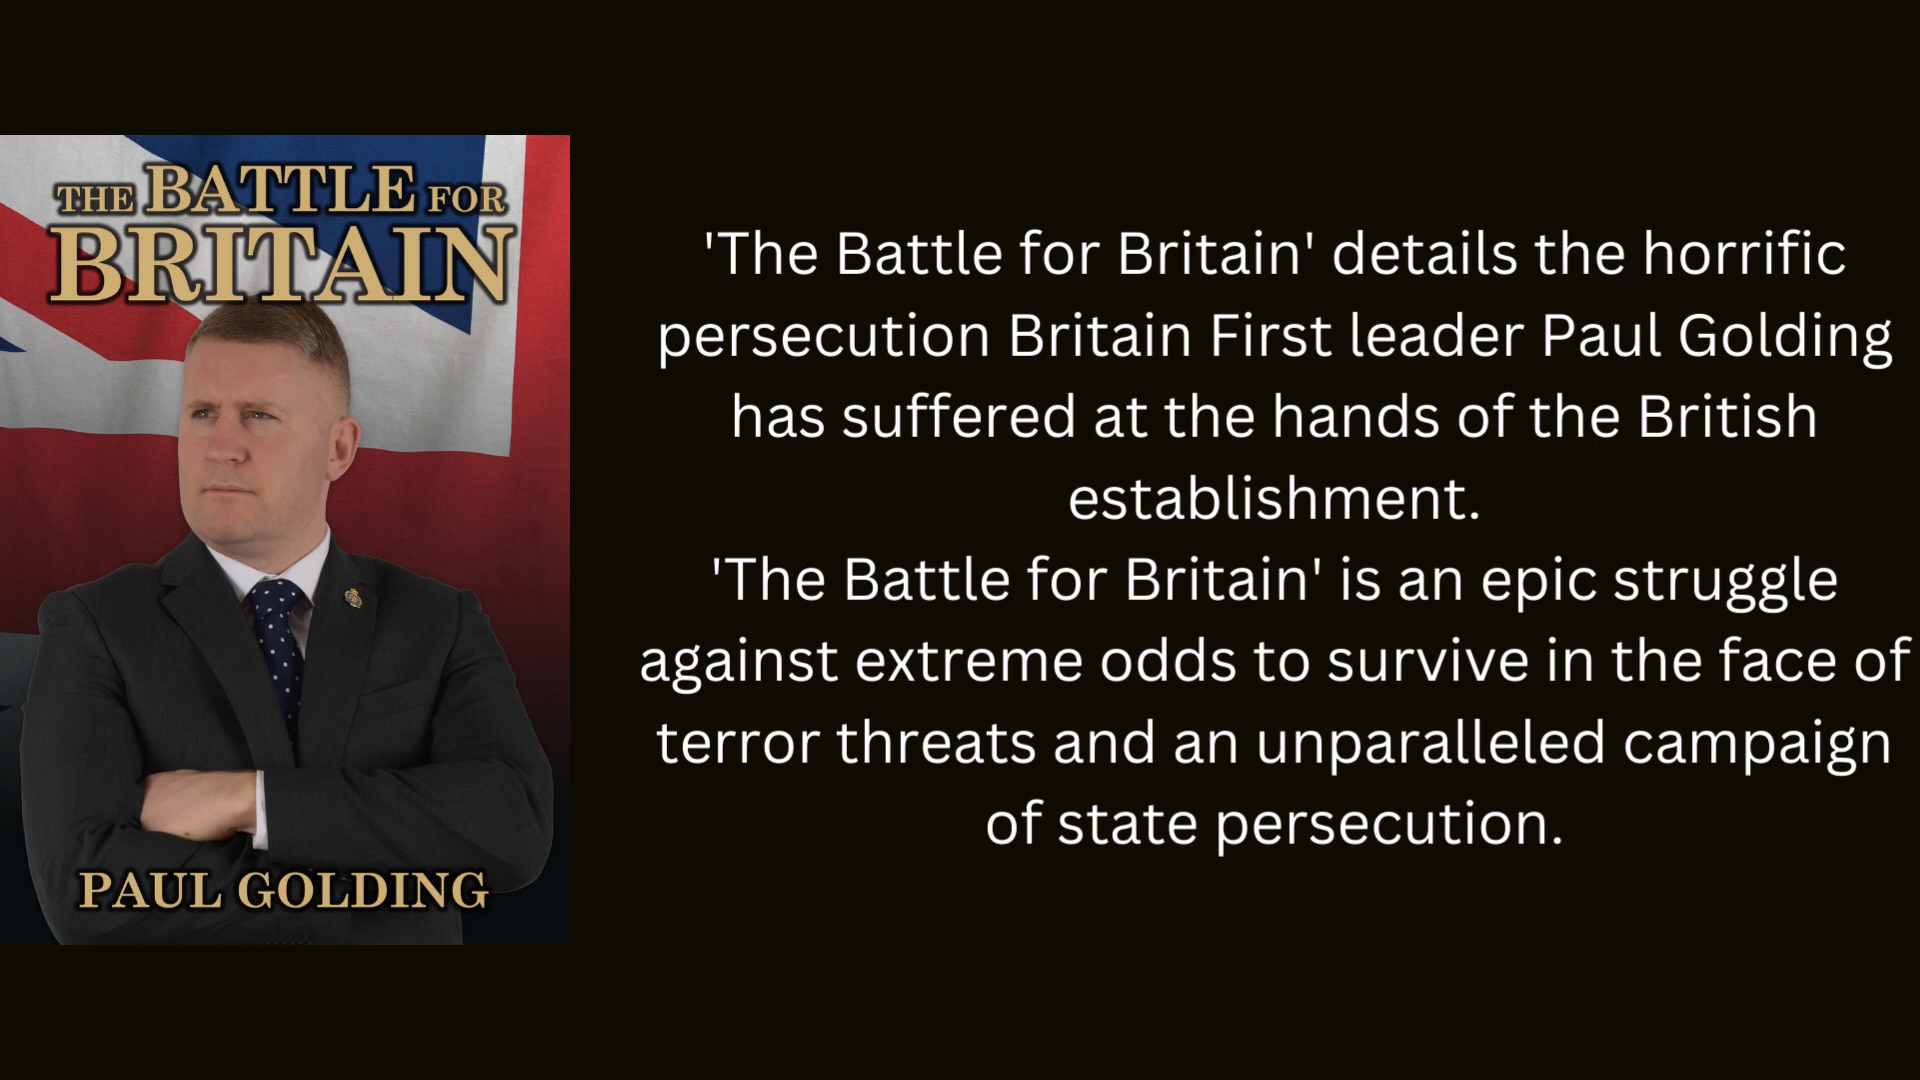 THE BATTLE FOR
BRITAIN
PAUL GOLDING
'The Battle for Britain' details the horrific
persecution Britain First leader Paul Golding
has suffered at the hands of the British
establishment.
'The Battle for Britain' is an epic struggle
against extreme odds to survive in the face of
terror threats and an unparalleled campaign
of state persecution.